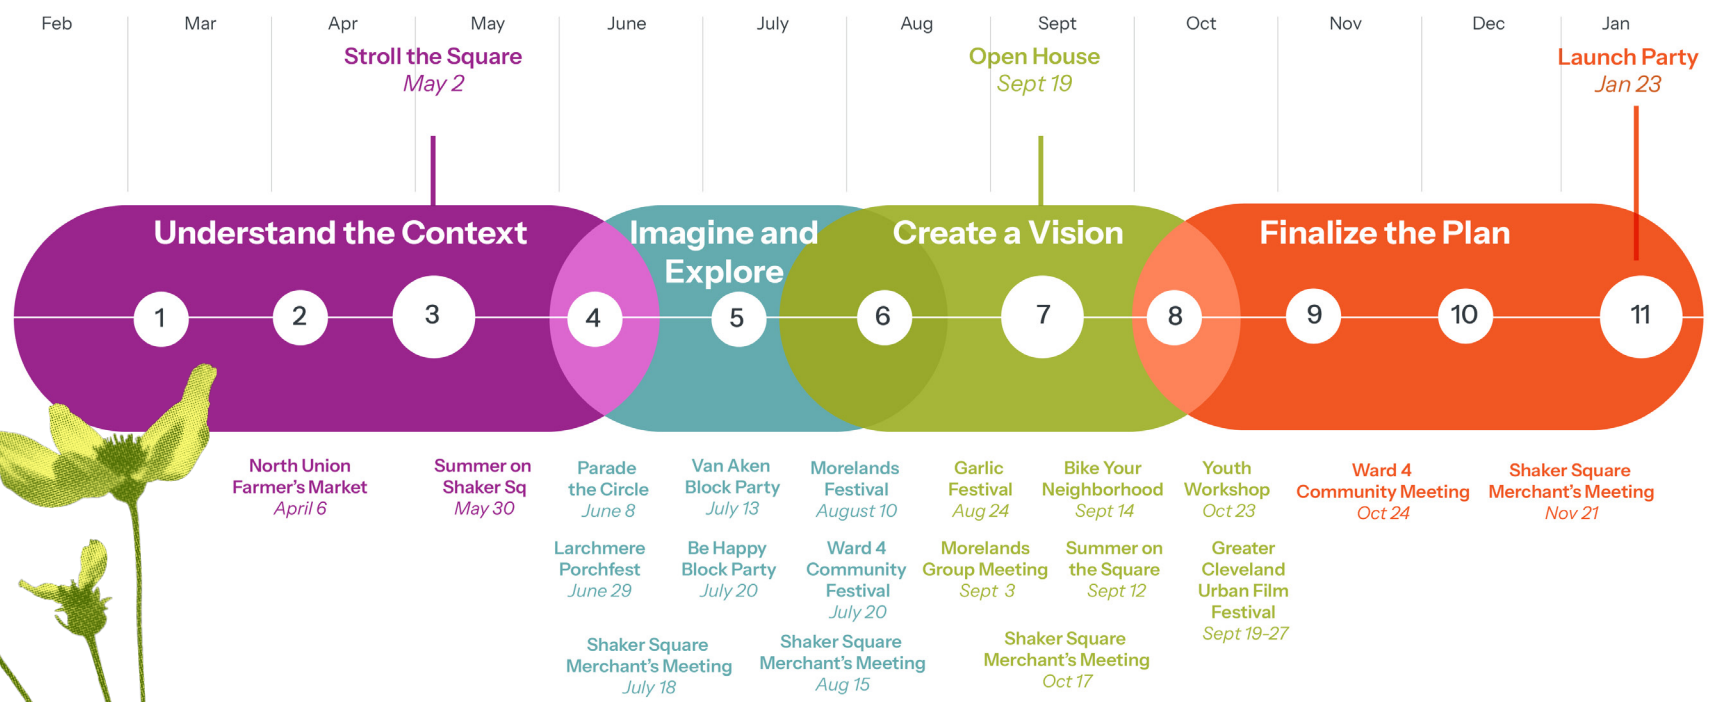 Feb
Mar
Apr
May
June
July
Aug
Sept
Oct
Nov
Dec
Jan
Stroll the Square
May 2
Open House
Sept 19
Launch Party
Jan 23
Understand the Context
Imagine and
Explore
Create a Vision
Finalize the Plan
1
2
3
4
5
6
7
8
9
10
11
North Union
Farmer's Market
April 6
Summer on
Shaker Sq
May 30
Parade
the Circle
June 8
Van Aken
Block Party
July 13
Morelands
Festival
August 10
Garlic
Festival
Aug 24
Bike Your
Neighborhood
Sept 14
Youth
Workshop
Oct 23
Ward 4
Community Meeting
Oct 24
Shaker Square
Merchant's Meeting
Nov 21
Larchmere
Porchfest
June 29
Be Happy
Block Party
July 20
Ward 4
Community
Festival
July 20
Morelands
Group Meeting
Sept 3
Summer on
the Square
Sept 12
Greater
Cleveland
Urban Film
Festival
Sept 19-27
Shaker Square
Merchant's Meeting
July 18
Shaker Square
Merchant's Meeting
Aug 15
Shaker Square
Merchant's Meeting
Oct 17